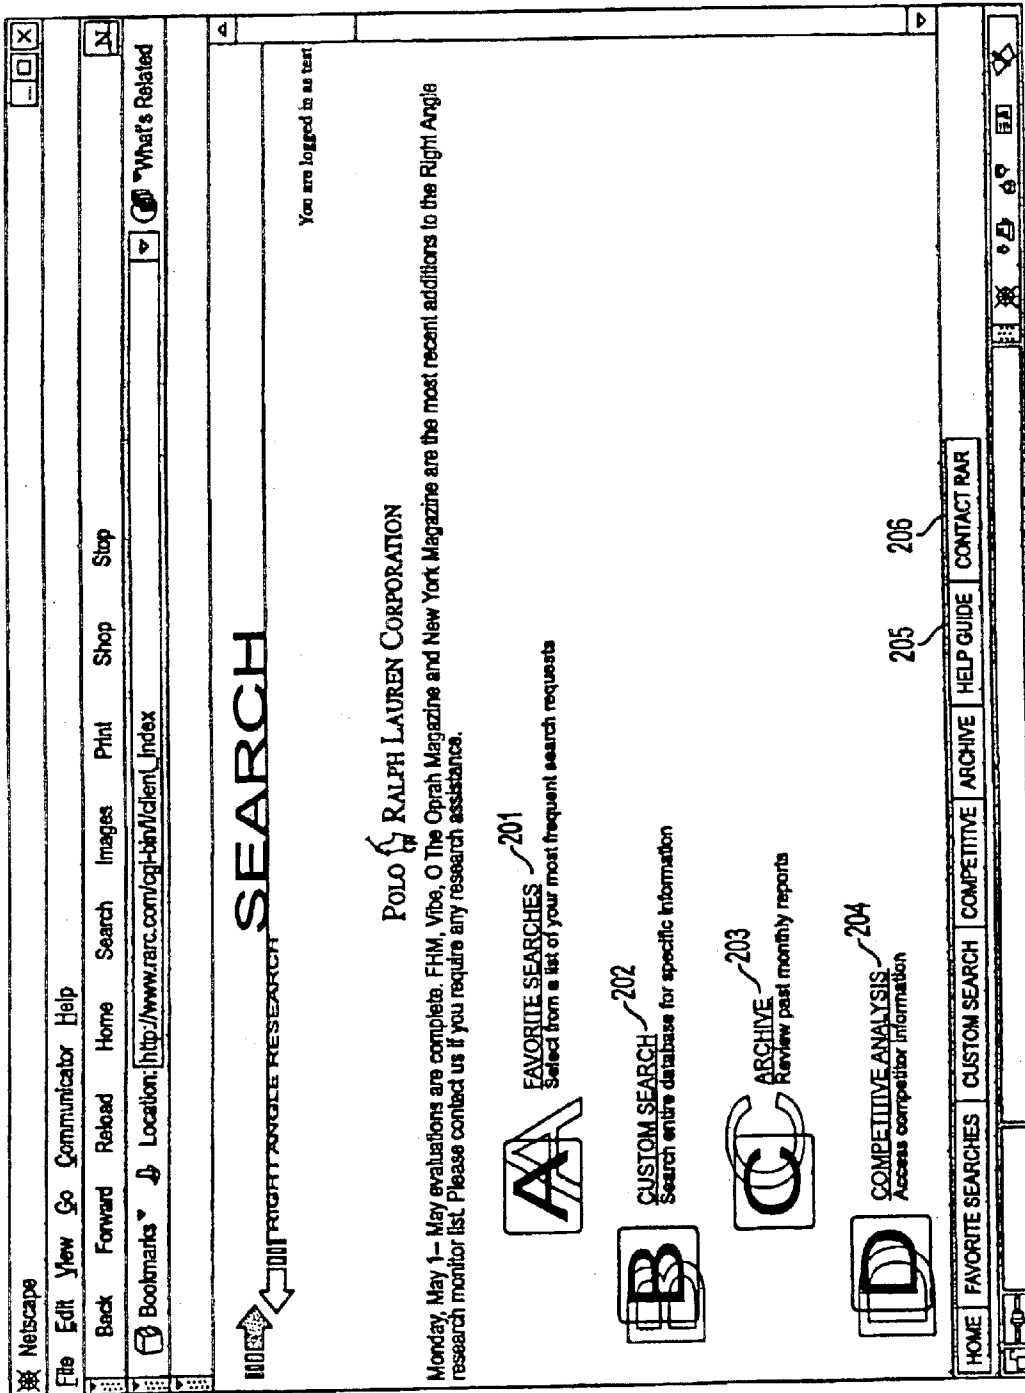 Netscape
File Edit View Go Communicator Help
Back Forward Reload Home Search Images Print Shop Stop
N
Bookmarks Location: http://www.rarc.com/cgi-bin/l/client_index "What's Related
SEARCH
RIGHT ANGLE RESEARCH
You are logged in as test
POLO RALPH LAUREN CORPORATION
Monday, May 1– May evaluations are complete. FHM, Vibe, O The Oprah Magazine and New York Magazine are the most recent additions to the Right Angle
research monitor list. Please contact us if you require any research assistance.
A
FAVORITE SEARCHES 201
Select from a list of your most frequent search requests
B
CUSTOM SEARCH 202
Search entire database for specific information
C
ARCHIVE 203
Review past monthly reports
D
COMPETITIVE ANALYSIS 204
Access competitor information
205 206
HOME FAVORITE SEARCHES CUSTOM SEARCH COMPETITIVE ARCHIVE HELP GUIDE CONTACT RAR